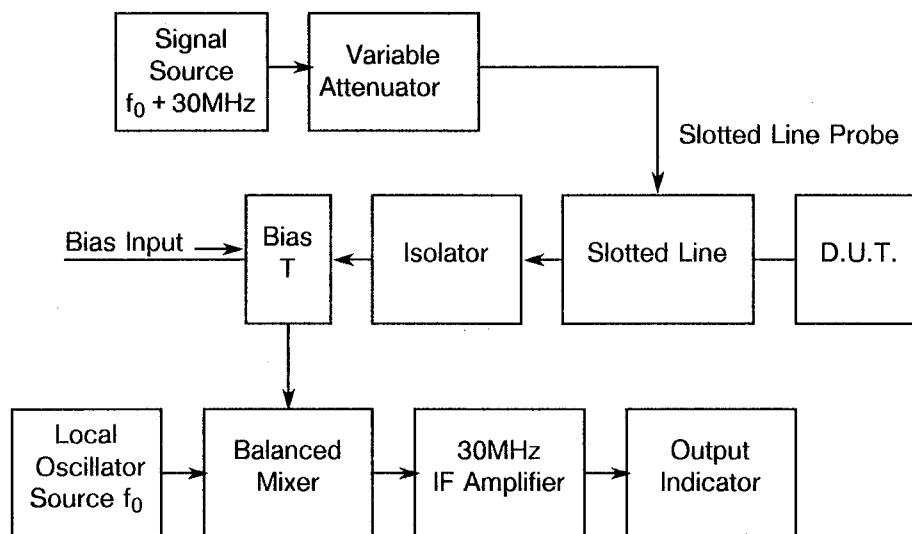 Signal
Source
f₀ + 30MHz
Variable
Attenuator
Slotted Line Probe
Bias Input
Bias
T
Isolator
Slotted Line
D.U.T.
Local
Oscillator
Source f₀
Balanced
Mixer
30MHz
IF Amplifier
Output
Indicator